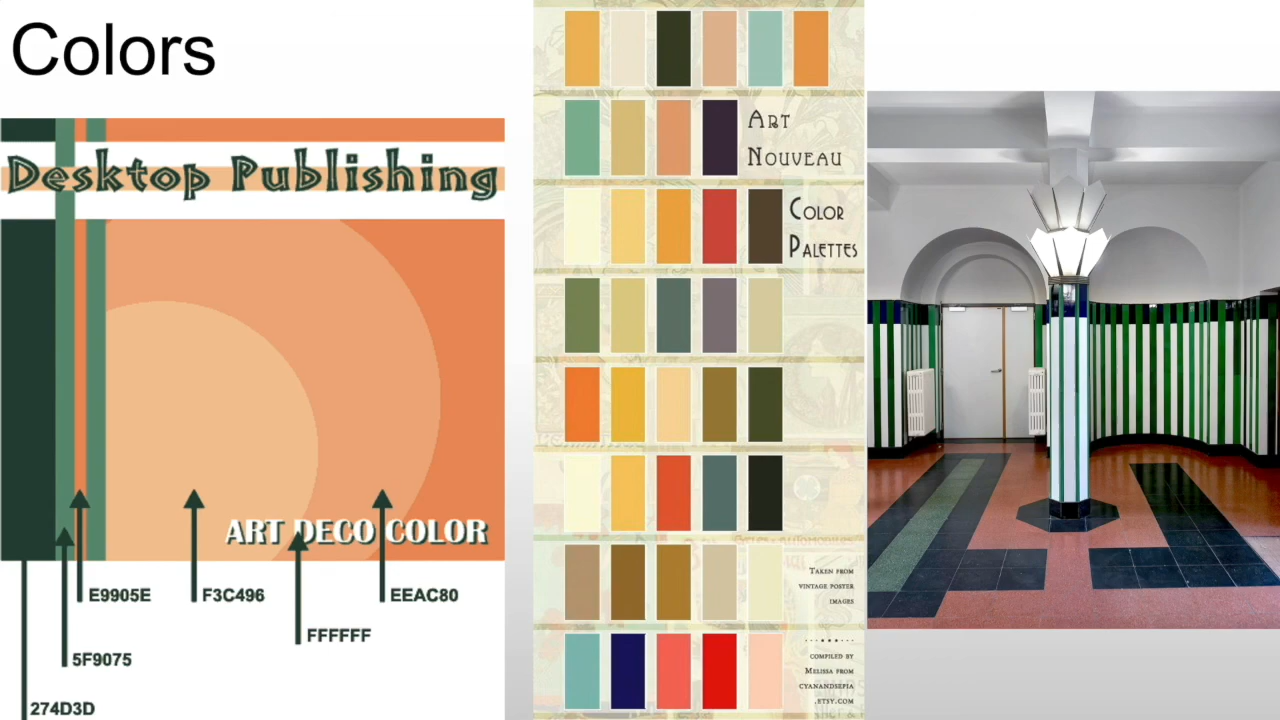 Colors
Desktop Publishing
ART DECO COLOR
E9905E
F3C496
EEAC80
FFFFFF
5F9075
274D3D
ART
NOUVEAU
COLOR
PALETTES
TAKEN FROM
VINTAGE POSTER
IMAGES
COMPILED BY
MELISSA FROM
CYANANDSEPIA
.ETSY.COM